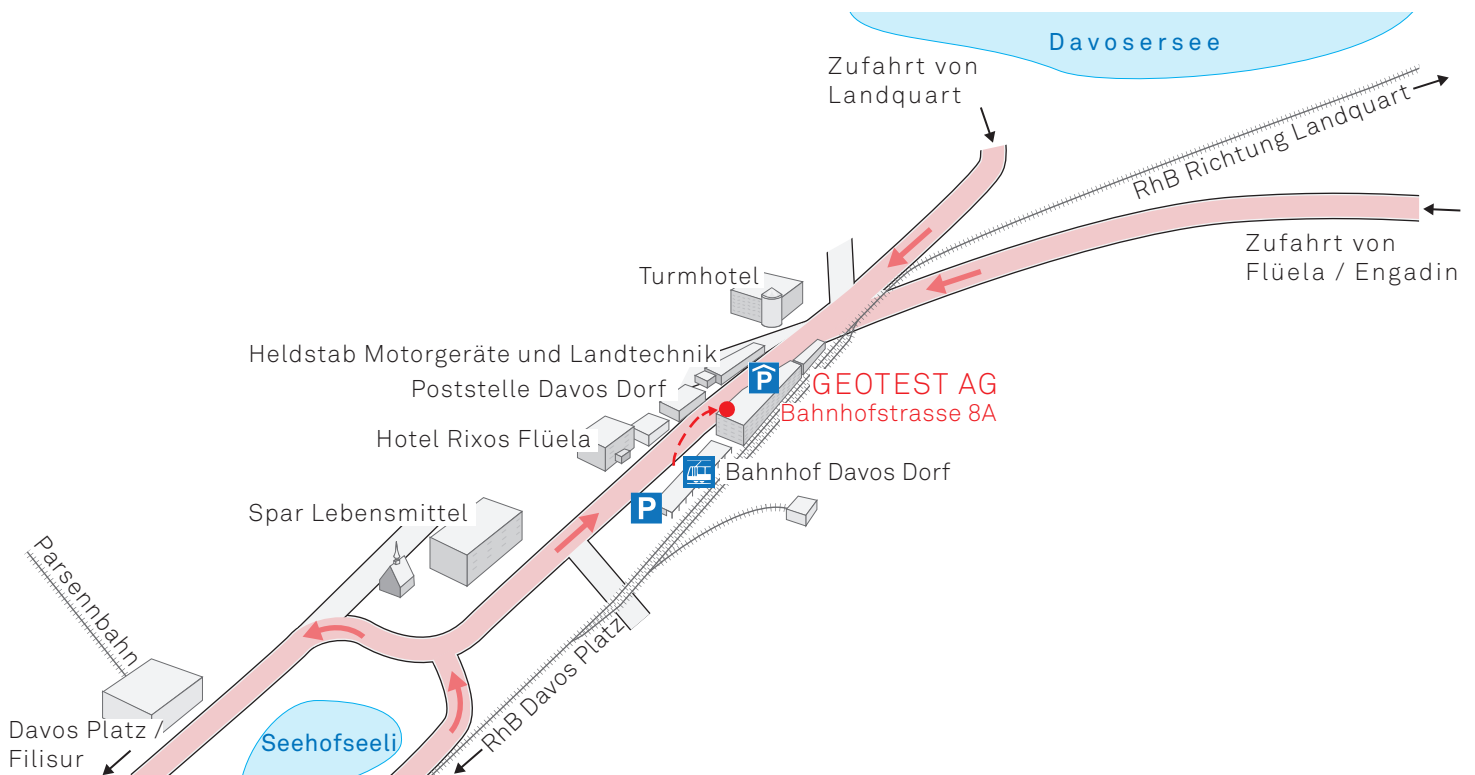 Davosersee
Zufahrt von
Landquart
RhB Richtung Landquart
Zufahrt von
Flüela / Engadin
Turmhotel
Heldstab Motorgeräte und Landtechnik
P
GEOTEST AG
Bahnhofstrasse 8A
Poststelle Davos Dorf
Hotel Rixos Flüela
Bahnhof Davos Dorf
P
Spar Lebensmittel
Parsennbahn
RhB Davos Platz
Davos Platz /
Filisur
Seehofseeli